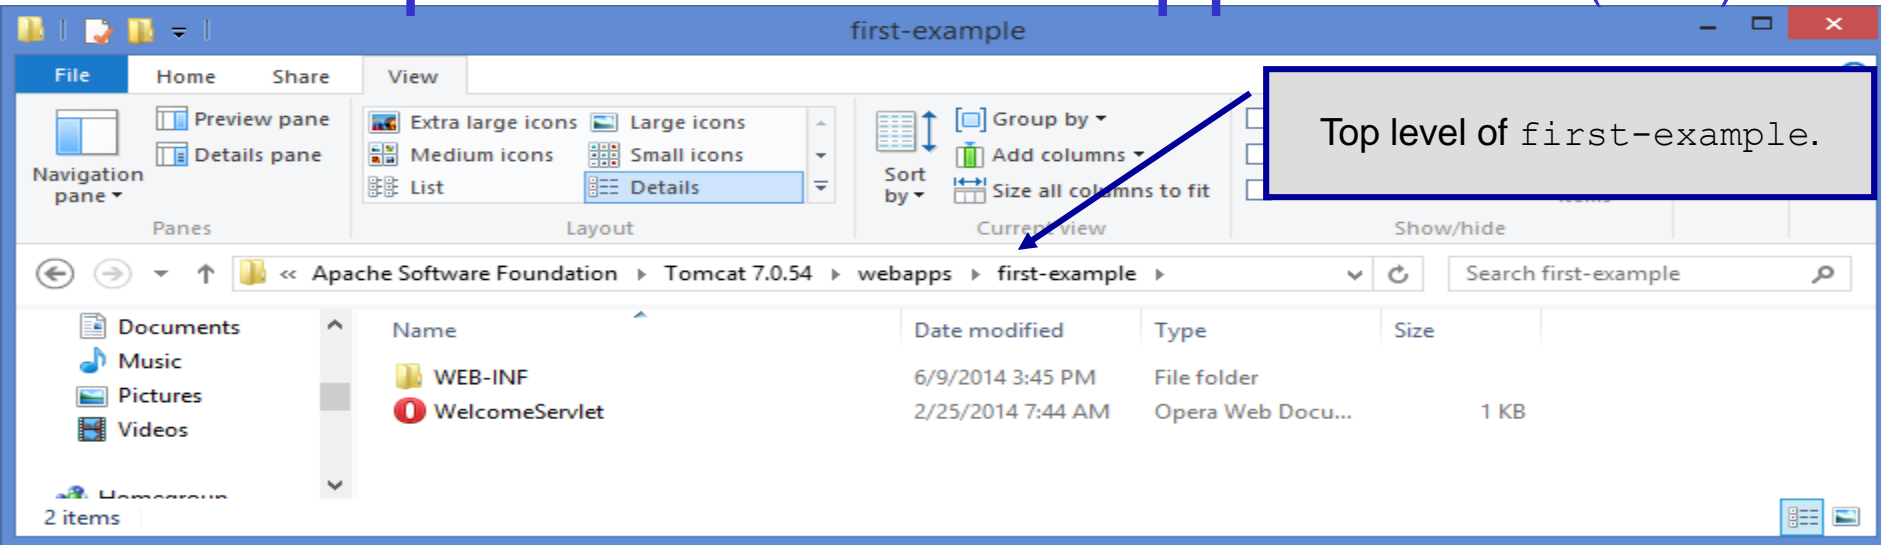 first-example
File Home Share View
Top level of first-example.
Preview pane
Details pane
Navigation pane
Panes
Extra large icons Large icons
Medium icons Small icons
List Details
Layout
Sort by
Group by
Add columns
Size all columns to fit
Current view
Show/hide
« Apache Software Foundation Tomcat 7.0.54 webapps first-example
Search first-example
Documents
Music
Pictures
Videos
Name Date modified Type Size
WEB-INF 6/9/2014 3:45 PM File folder
WelcomeServlet 2/25/2014 7:44 AM Opera Web Docu... 1 KB
2 items